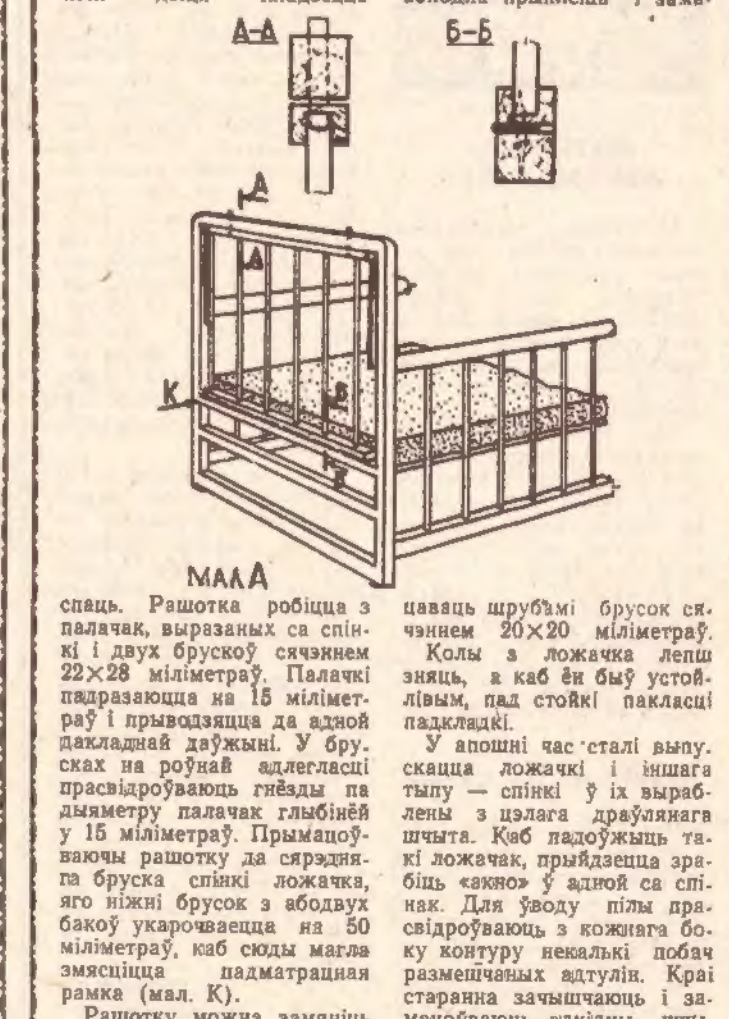 А-А
Б-Б
А
А
К
Б
Б
МАЛ А
спаць. Рашотка робіцца з
палачак, выразаных са спін-
кі і двух брускоў сячэннем
22×28 міліметраў. Палачкі
падразаюцца на 15 мілімет-
раў і прыводзяцца да адной
дакладнай даўжыні. У бру.
сках на роўнай адлегласці
прасвідроўваюць гнёзды па
дыяметру палачак глыбінёй
у 15 міліметраў. Прымацоў-
ваючы рашотку да сярэдня-
га бруска спінкі ложачка,
яго ніжні брусок з абодвух
бакоў укарочваецца на 50
міліметраў, каб сюды магла
змясціцца падматрацная
рамка (мал. К).
Рашотку можна замяніць
цаваць шрубамі брусок ся-
чэннем 20×20 міліметраў.
Колы з ложачка лепш
зняць, а каб ён быў устой-
лівым, пад стойкі пакласці
падкладкі.
У апошні час сталі выпу.
скацца ложачкі і іншага
тыпу — спінкі ў іх выраб-
лены з цэлага драўлянага
шчыта. Каб падоўжыць та-
кі ложачак, прыйдзецца зра-
біць «акно» ў адной са спі-
нак. Для ўводу пілы пра-
свідроўваюць з кожнага бо-
ку контуру некалькі побач
размешчаных адтулін. Краі
старанна зачышчаюць і за-